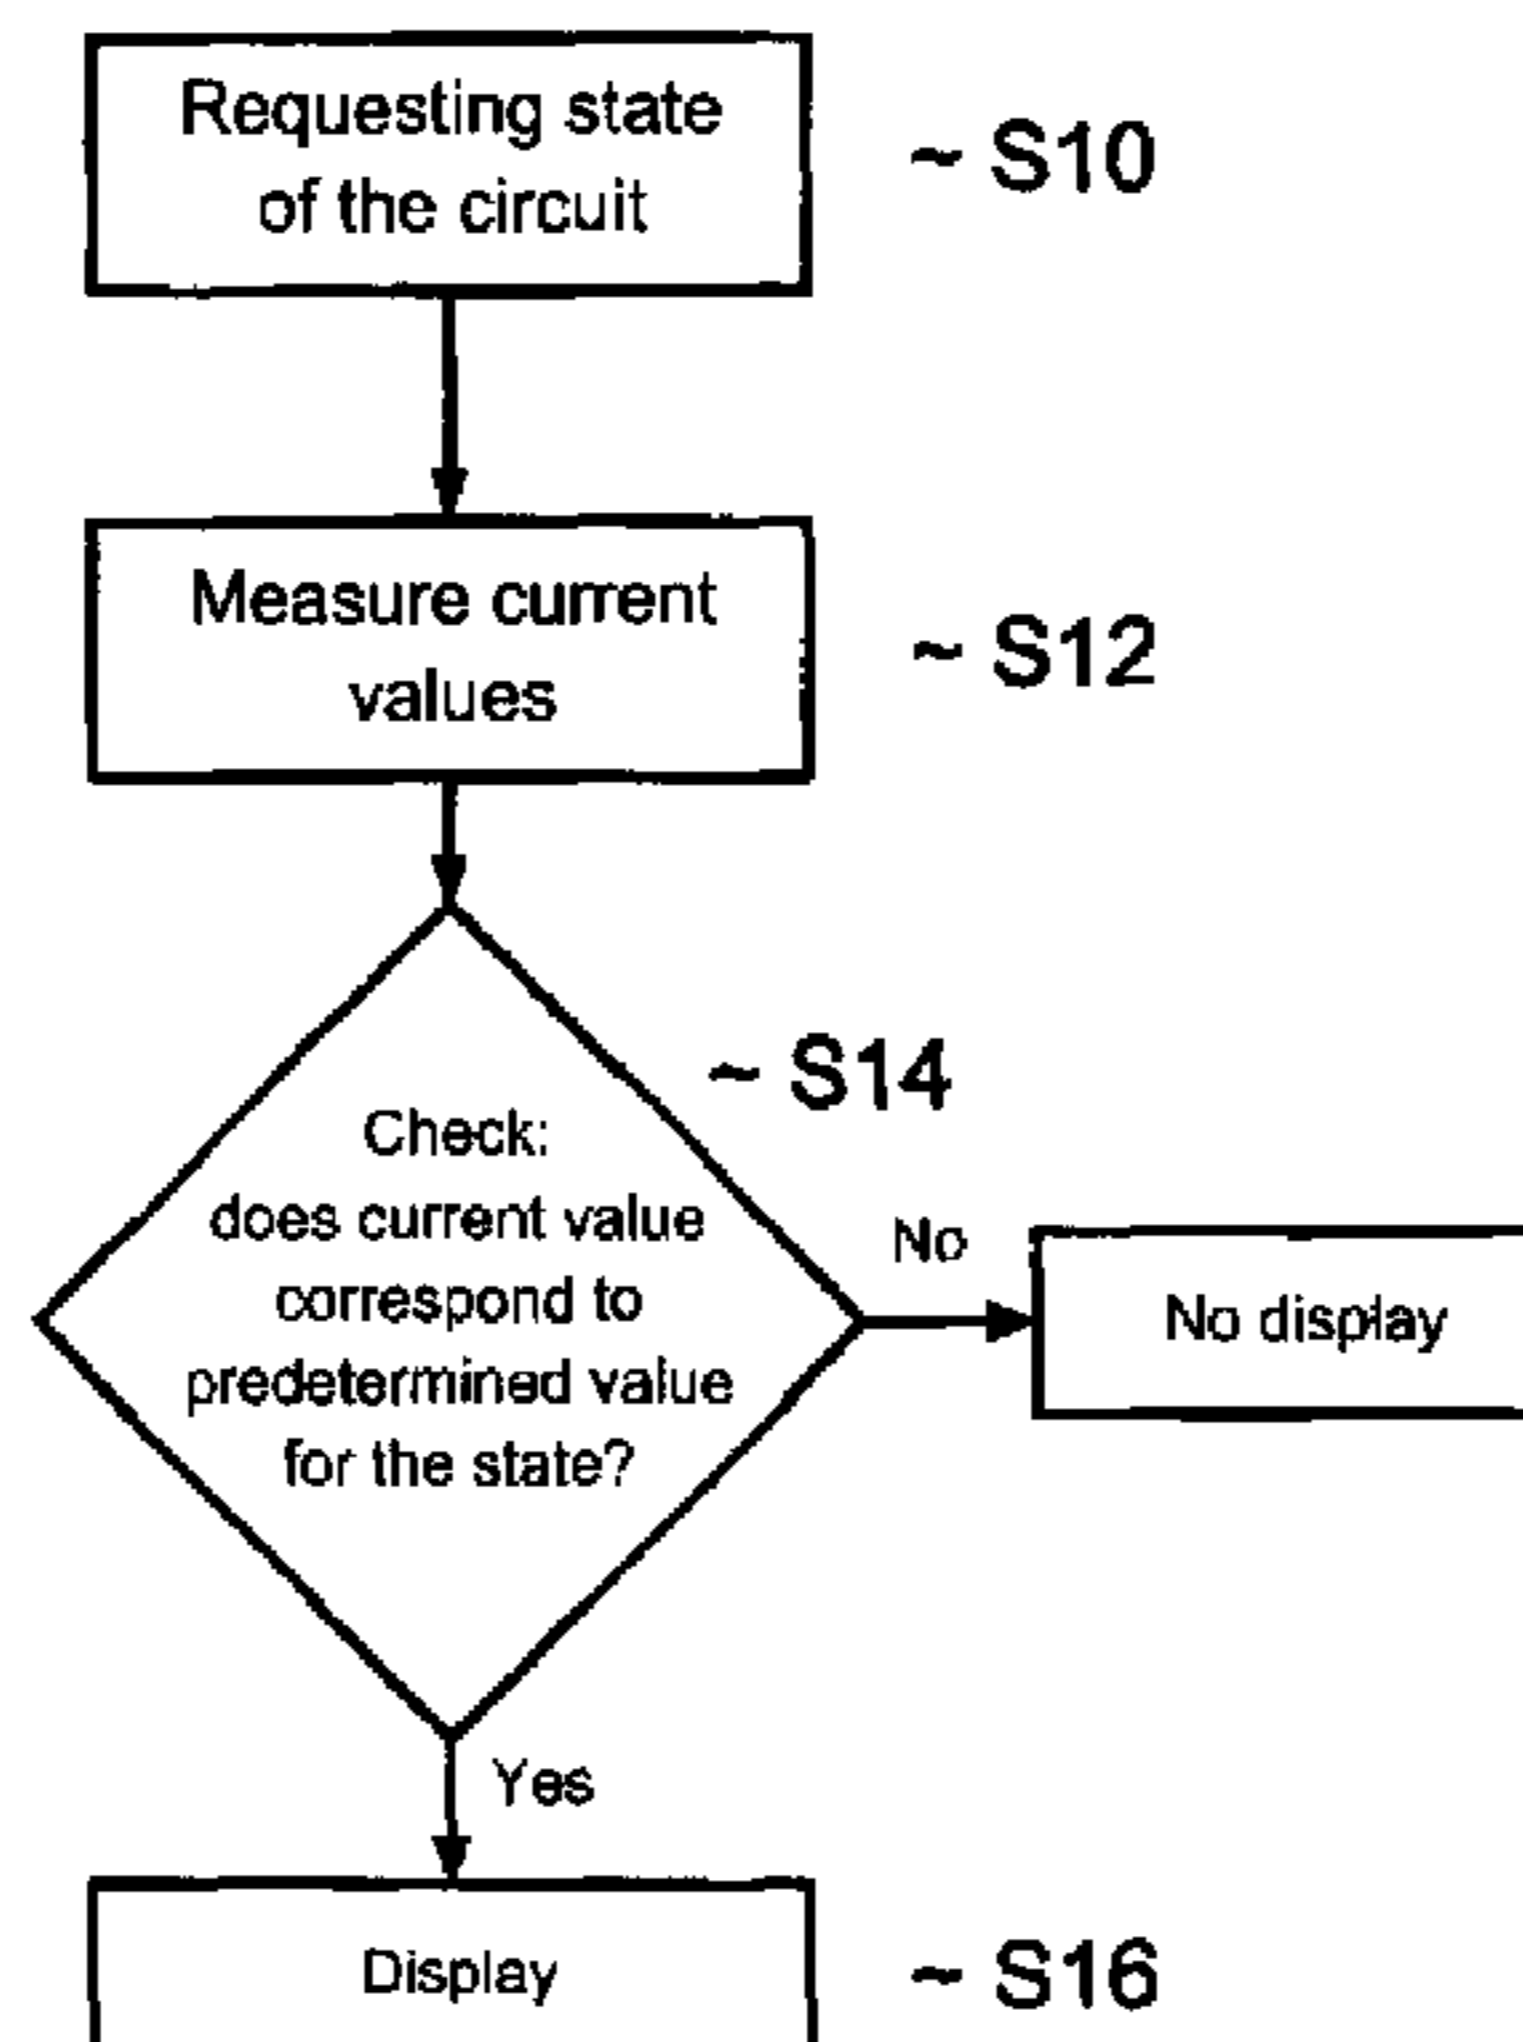 Requesting state
of the circuit
~ S10
Measure current
values
~ S12
~ S14
Check:
does current value
correspond to
predetermined value
for the state?
No
No display
Yes
Display
~ S16